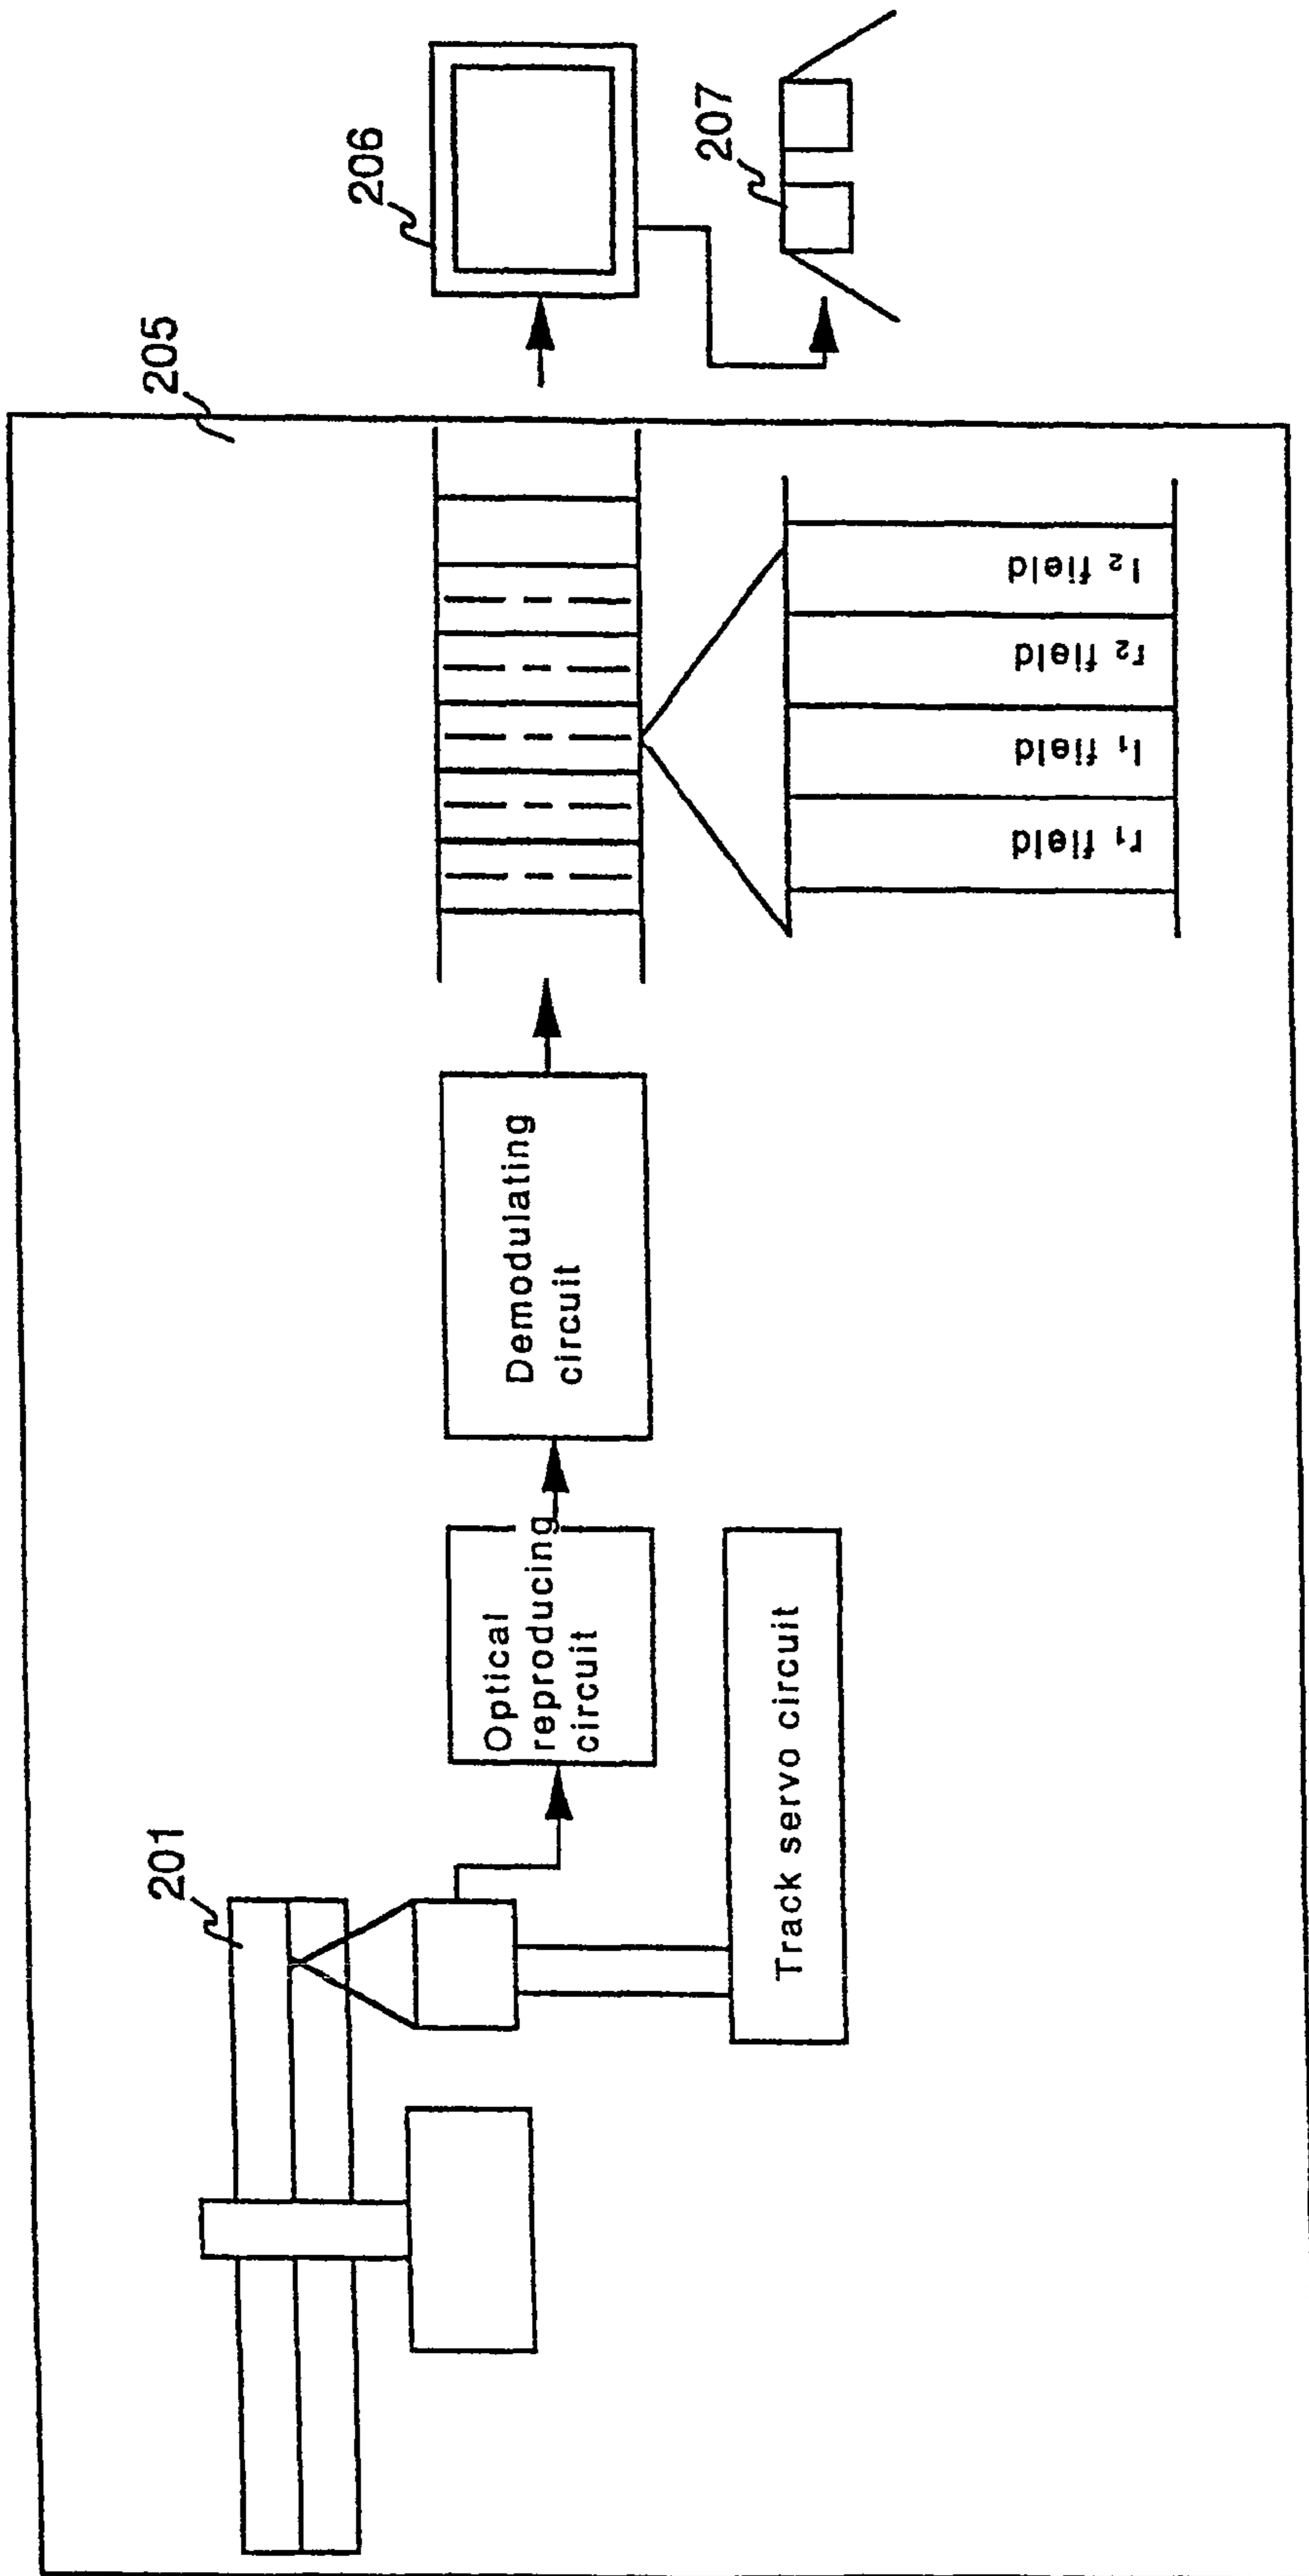 201
205
206
207
Optical
reproducing
circuit
Demodulating
circuit
Track servo circuit
r₁ field
l₁ field
r₂ field
l₂ field